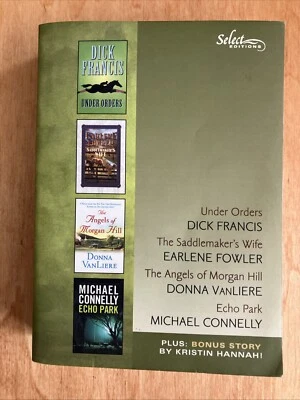 Select
EDITIONS
DICK
FRANCIS
UNDER ORDERS
The Angels of
Morgan Hill
DONNA
VANLIERE
MICHAEL
CONNELLY
ECHO PARK
Under Orders
DICK FRANCIS
The Saddlemaker's Wife
EARLENE FOWLER
The Angels of Morgan Hill
DONNA VANLIERE
Echo Park
MICHAEL CONNELLY
PLUS: BONUS STORY
BY KRISTIN HANNAH!